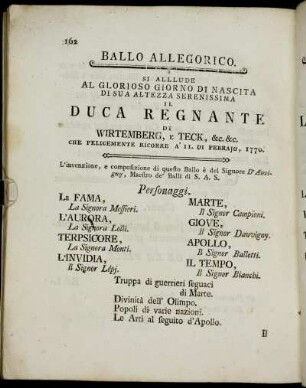 162
BALLO ALLEGORICO.
SI ALLLUDE
AL GLORIOSO GIORNO DI NASCITA
DI SUA ALTEZZA SERENISSIMA
IL
DUCA REGNANTE
DI
WIRTEMBERG, E TECK, &c. &c.
CHE FELICEMENTE RICORRE A' II. DI FEBRAJO, 1770.
L'invenzione, e composizione di questo Ballo è del Signore D'Auvi-
gny, Maestro de' Balli di S. A. S.
Personaggi.
LA FAMA,
La Signora Messieri.
L'AURORA,
La Signora Lolli.
TERPSICORE,
La Signora Monti.
L'INVIDIA,
Il Signor Lépj.
MARTE,
Il Signor Campioni.
GIOVE,
Il Signor Dauvigny.
APOLLO,
Il Signor Balletti.
IL TEMPO,
Il Signor Bianchi.
Truppa di guerrieri seguaci
di Marte.
Divinità dell' Olimpo.
Popoli di varie nazioni.
Le Arti al seguito d'Apollo.
Il